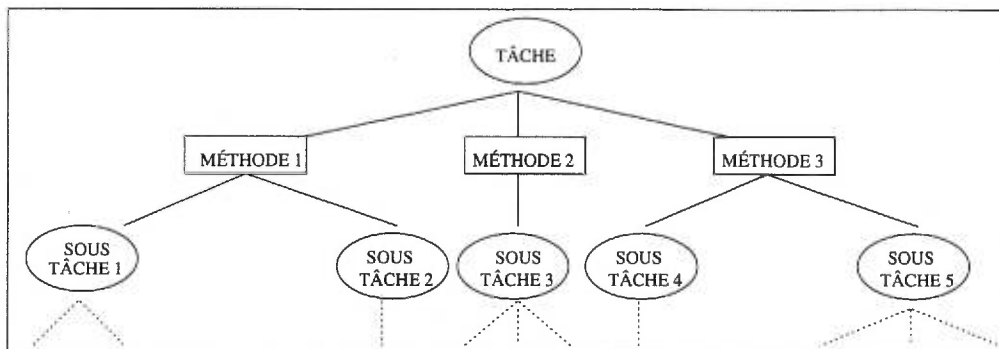 TÂCHE
MÉTHODE 1
MÉTHODE 2
MÉTHODE 3
SOUS
TÂCHE 1
SOUS
TÂCHE 2
SOUS
TÂCHE 3
SOUS
TÂCHE 4
SOUS
TÂCHE 5